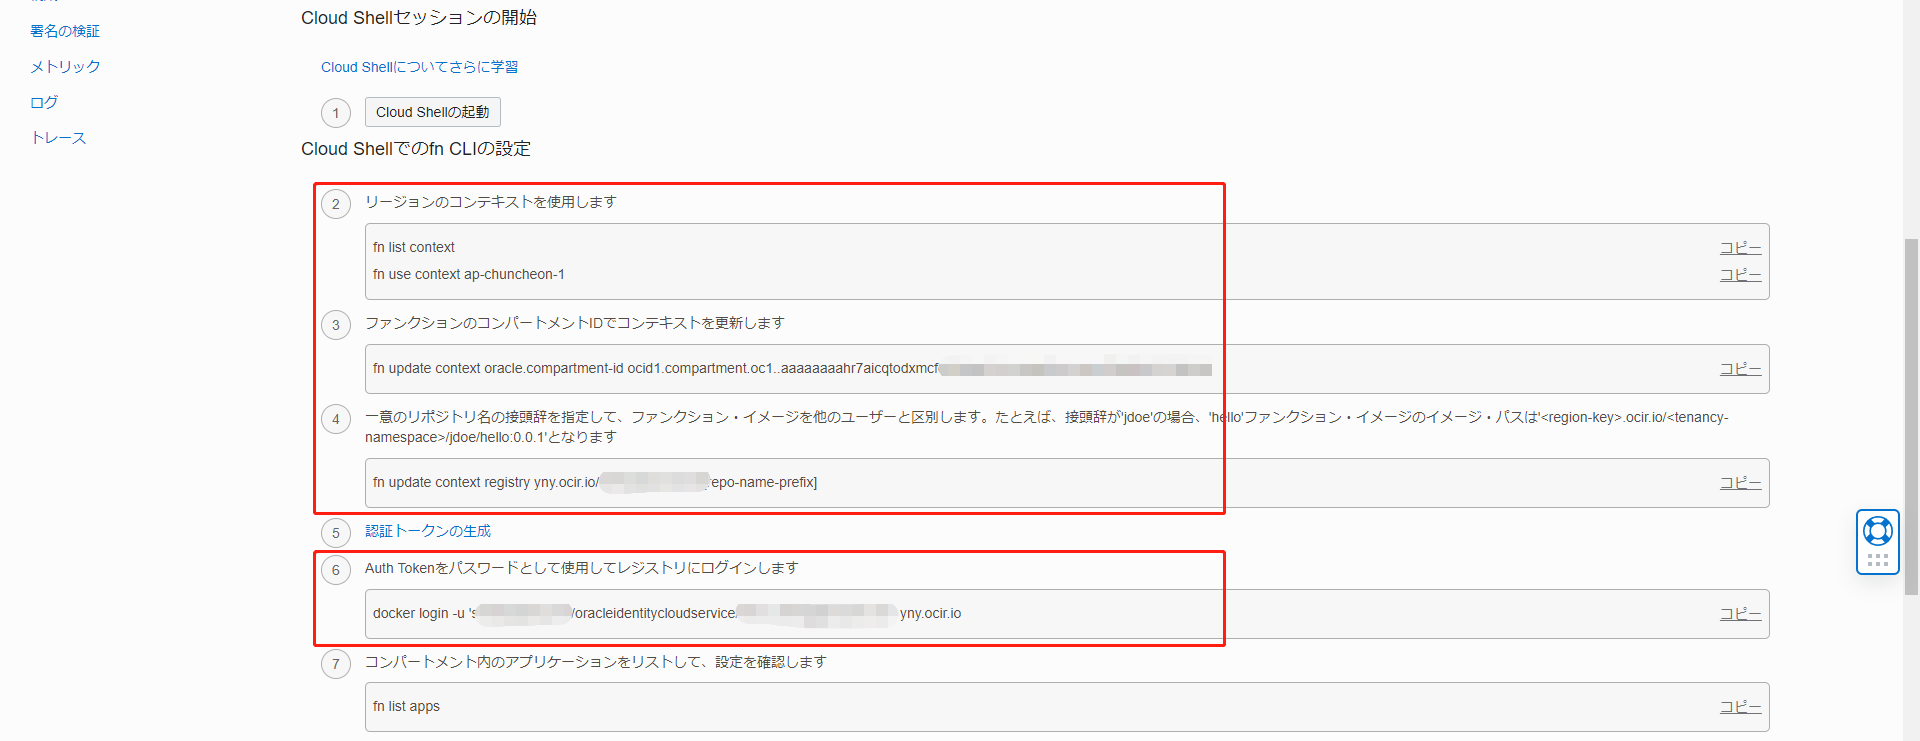 Cloud Shellセッションの開始
署名の検証
Cloud Shellについてさらに学習
メトリック
ログ
1 Cloud Shellの起動
トレース
Cloud ShellでのfnCLIの設定
2 リージョンのコンテキストを使用します
fn list context コピー
fn use context ap-chuncheon-1 コピー
3 ファンクションのコンパートメントIDでコンテキストを更新します
fn update context oracle.compartment-id ocid1.compartment.oc1..aaaaaaaahr7aicqtodxmcf コピー
4 一意のリポジトリ名の接頭辞を指定して、ファンクション・イメージを他のユーザーと区別します。たとえば、接頭辞が'jdoe'の場合、'hello'ファンクション・イメージのイメージ・パスは'<region-key>.ocir.io/<tenancy-
namespace>/jdoe/hello:0.0.1'となります
fn update context registry yny.ocir.io/ repo-name-prefix] コピー
5 認証トークンの生成
6 Auth Tokenをパスワードとして使用してレジストリにログインします
docker login -u 's /oracleidentitycloudservice/ yny.ocir.io コピー
7 コンパートメント内のアプリケーションをリストして、設定を確認します
fn list apps コピー